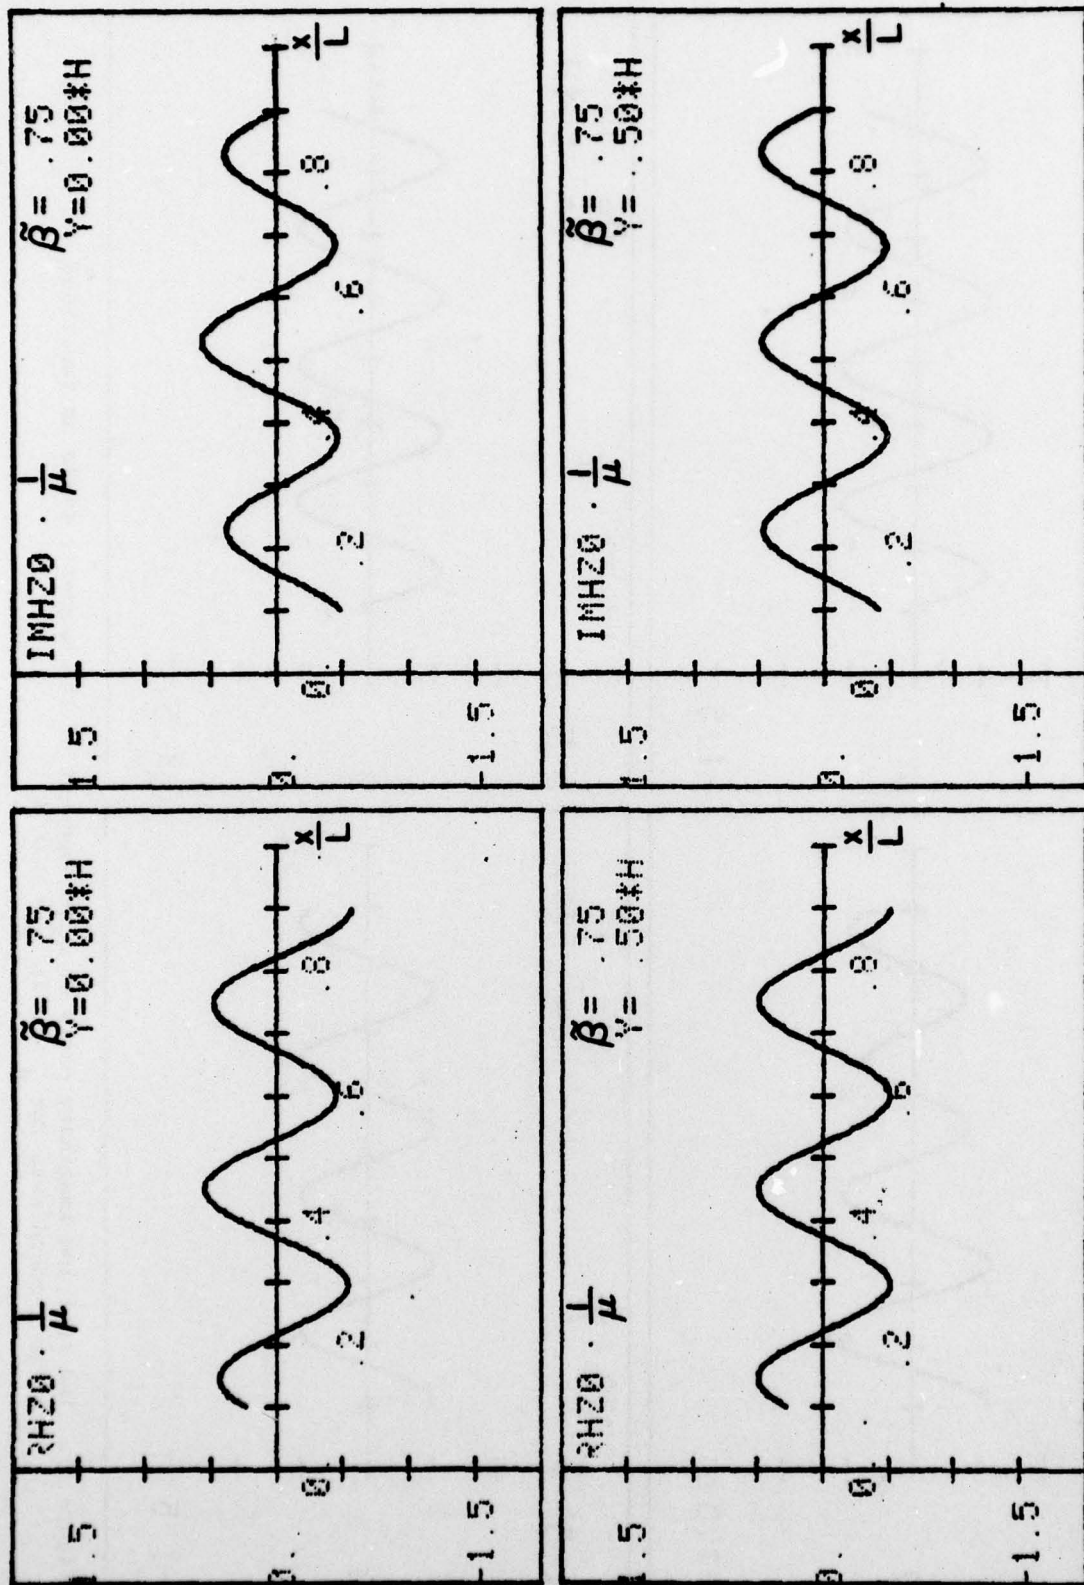 RHZ0 · 1/μ
β̃= .75
Y=0.00*H
1.5
0.
-1.5
0 .2 .4 .6 .8 x/L
IMHZ0 · 1/μ
β̃= .75
Y=0.00*H
1.5
0.
-1.5
0 .2 .4 .6 .8 x/L
RHZ0 · 1/μ
β̃= .75
Y= .50*H
1.5
0.
-1.5
0 .2 .4 .6 .8 x/L
IMHZ0 · 1/μ
β̃= .75
Y= .50*H
1.5
0.
-1.5
0 .2 .4 .6 .8 x/L